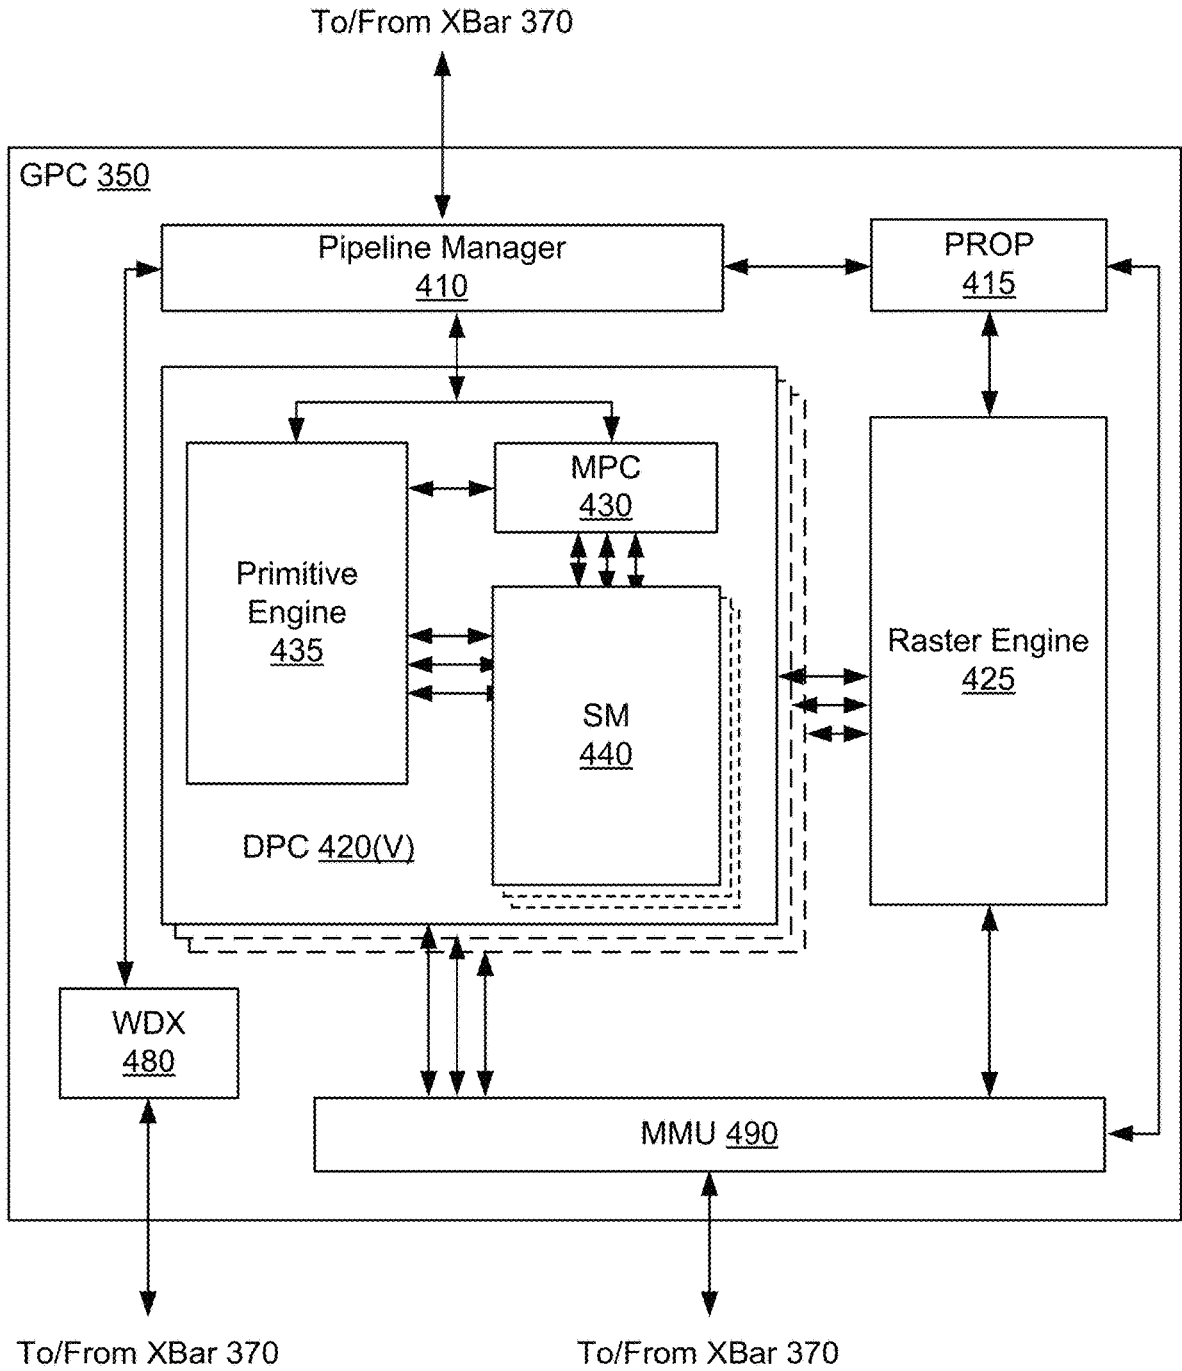 To/From XBar 370
GPC 350
Pipeline Manager
410
PROP
415
MPC
430
Primitive
Engine
435
Raster Engine
425
SM
440
DPC 420(V)
WDX
480
MMU 490
To/From XBar 370
To/From XBar 370